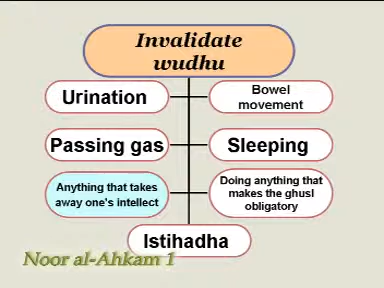 Invalidate
wudhu
Urination
Bowel
movement
Passing gas
Sleeping
Anything that takes
away one's intellect
Doing anything that
makes the ghusl
obligatory
Istihadha
Noor al-Ahkam 1